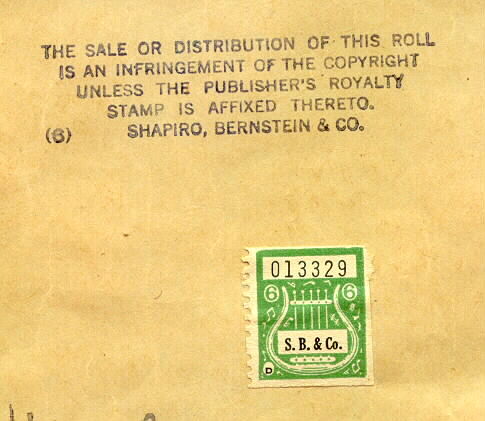 THE SALE OR DISTRIBUTION OF THIS ROLL
IS AN INFRINGEMENT OF THE COPYRIGHT
UNLESS THE PUBLISHER'S ROYALTY
STAMP IS AFFIXED THERETO.
(6) SHAPIRO, BERNSTEIN & CO.
013329
6 6
S. B. & Co.
D